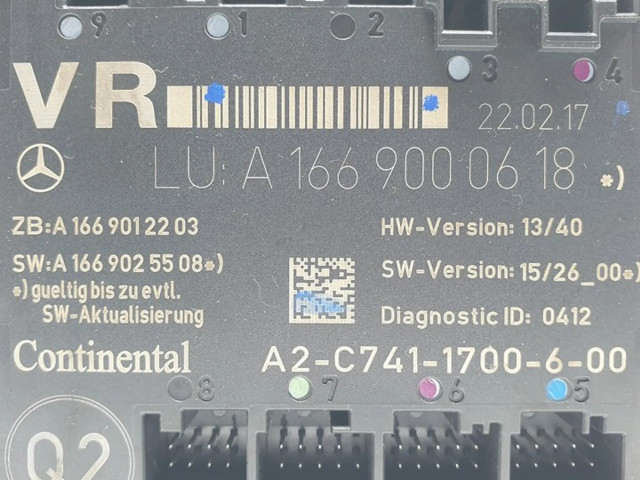 9 1 2
3 4
VR 22.02.17
LU: A 166 900 06 18 *)
ZB:A 166 901 22 03 HW-Version: 13/40
SW:A 166 902 55 08*) SW-Version: 15/26_00*)
*) gueltig bis zu evtl.
SW-Aktualisierung Diagnostic ID: 0412
Continental A2-C741-1700-6-00
8 7 6 5
Q2